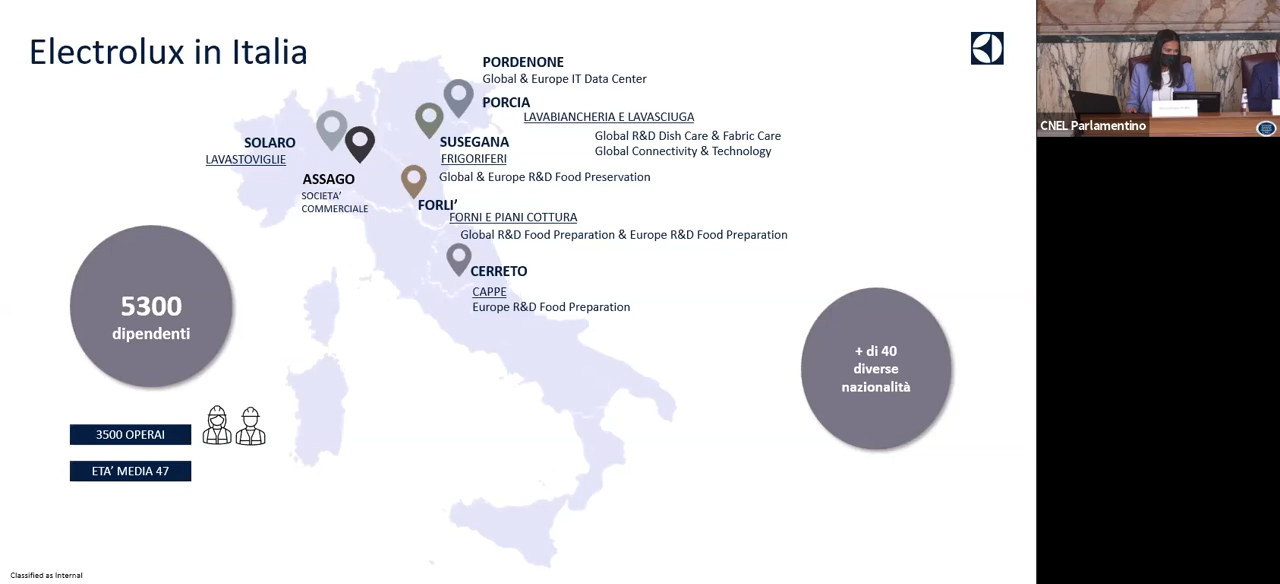 Electrolux in Italia
PORDENONE
Global & Europe IT Data Center
PORCIA
LAVABIANCHERIA E LAVASCIUGA
Global R&D Dish Care & Fabric Care
Global Connectivity & Technology
SOLARO
LAVASTOVIGLIE
SUSEGANA
FRIGORIFERI
Global & Europe R&D Food Preservation
ASSAGO
SOCIETA’
COMMERCIALE
FORLI’
FORNI E PIANI COTTURA
Global R&D Food Preparation & Europe R&D Food Preparation
CERRETO
CAPPE
Europe R&D Food Preparation
5300
dipendenti
+ di 40
diverse
nazionalità
3500 OPERAI
ETA’ MEDIA 47
Classified as Internal
CNEL Parlamentino